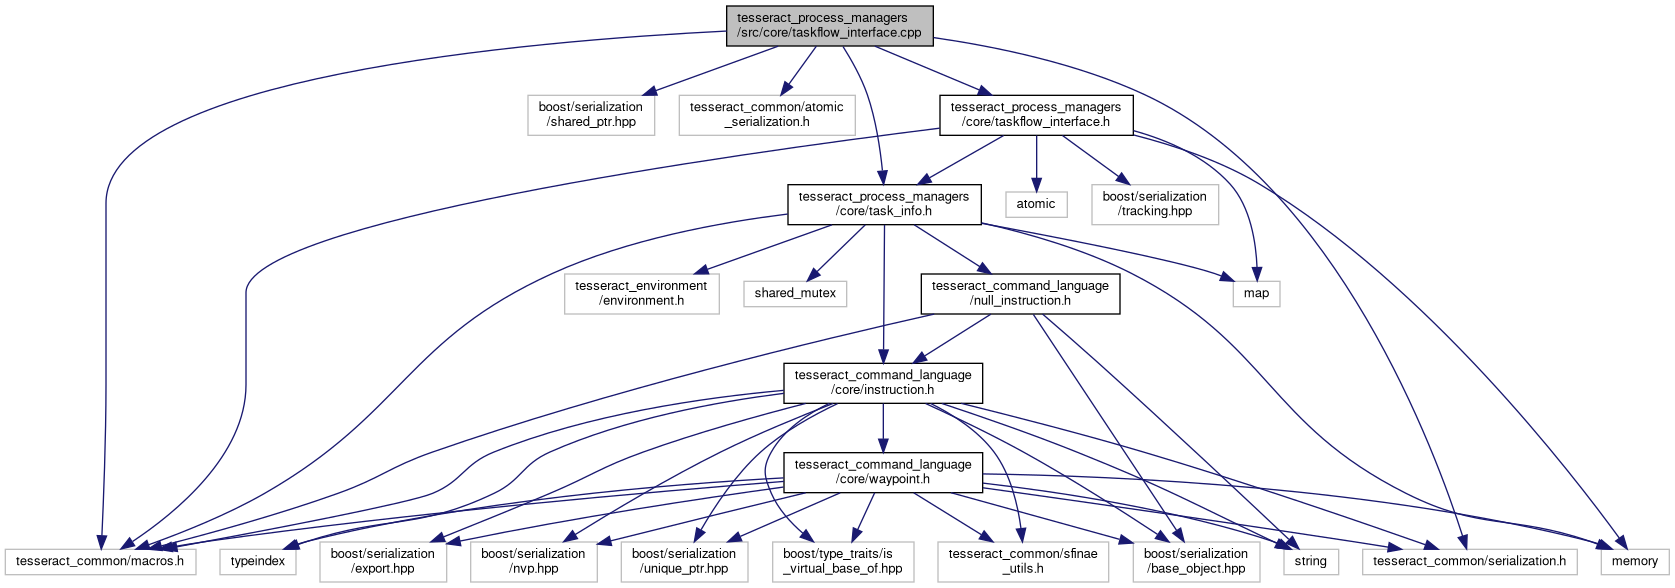 tesseract_process_managers
/src/core/taskflow_interface.cpp
boost/serialization
/shared_ptr.hpp
tesseract_common/atomic
_serialization.h
tesseract_process_managers
/core/taskflow_interface.h
tesseract_process_managers
/core/task_info.h
atomic
boost/serialization
/tracking.hpp
tesseract_environment
/environment.h
shared_mutex
tesseract_command_language
/null_instruction.h
map
tesseract_command_language
/core/instruction.h
tesseract_command_language
/core/waypoint.h
tesseract_common/macros.h
typeindex
boost/serialization
/export.hpp
boost/serialization
/nvp.hpp
boost/serialization
/unique_ptr.hpp
boost/type_traits/is
_virtual_base_of.hpp
tesseract_common/sfinae
_utils.h
boost/serialization
/base_object.hpp
string
tesseract_common/serialization.h
memory